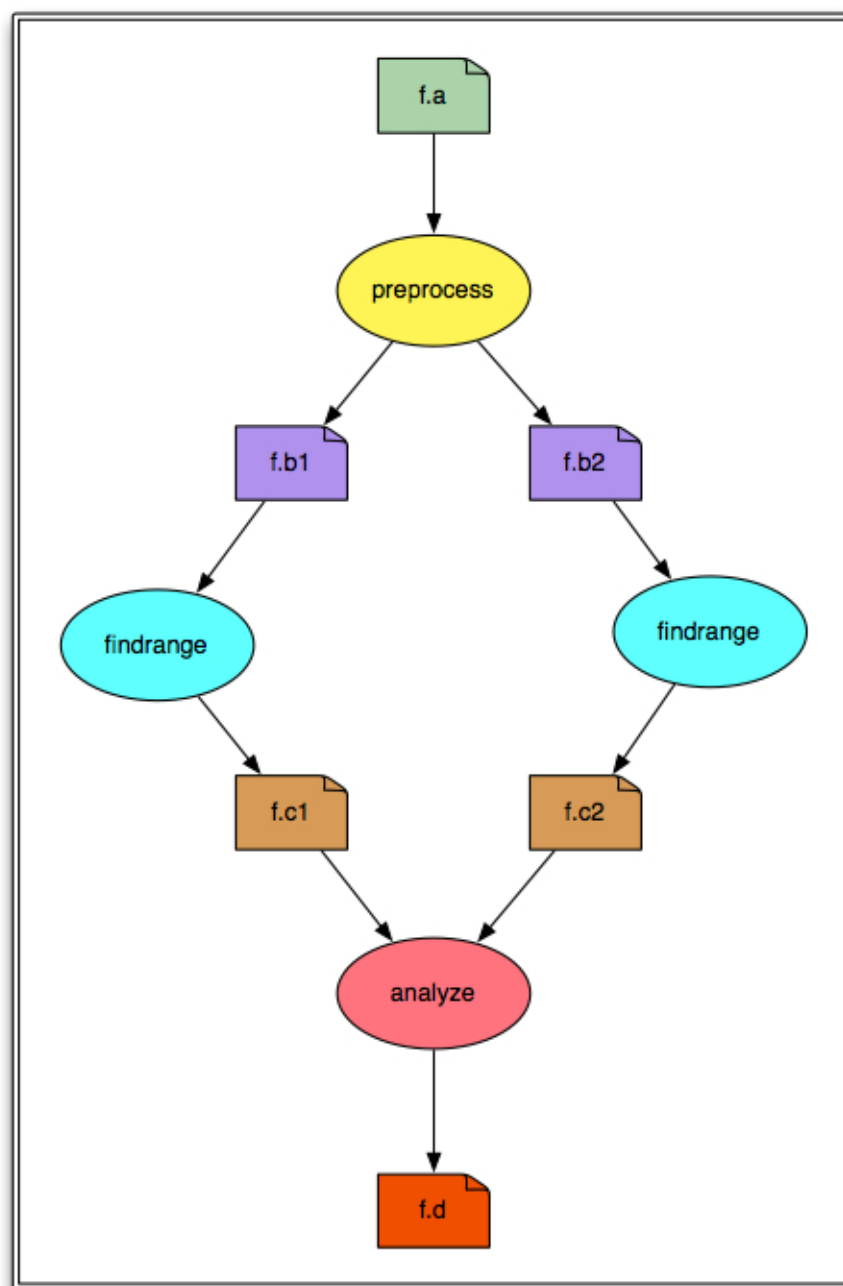 f.a
preprocess
f.b1
f.b2
findrange
findrange
f.c1
f.c2
analyze
f.d